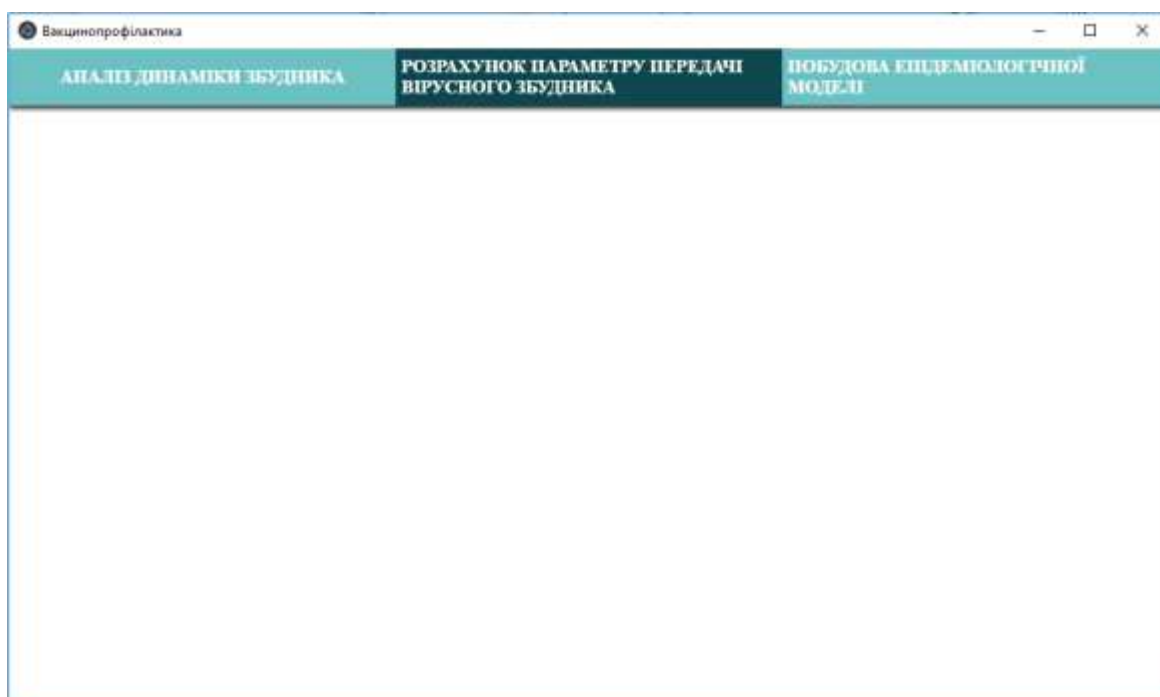 Вакцинопрофілактика
АНАЛІЗ ДИНАМІКИ ЗБУДНИКА
РОЗРАХУНОК ПАРАМЕТРУ ПЕРЕДАЧІ
ВІРУСНОГО ЗБУДНИКА
ПОБУДОВА ЕПІДЕМІОЛОГІЧНОЇ
МОДЕЛІ